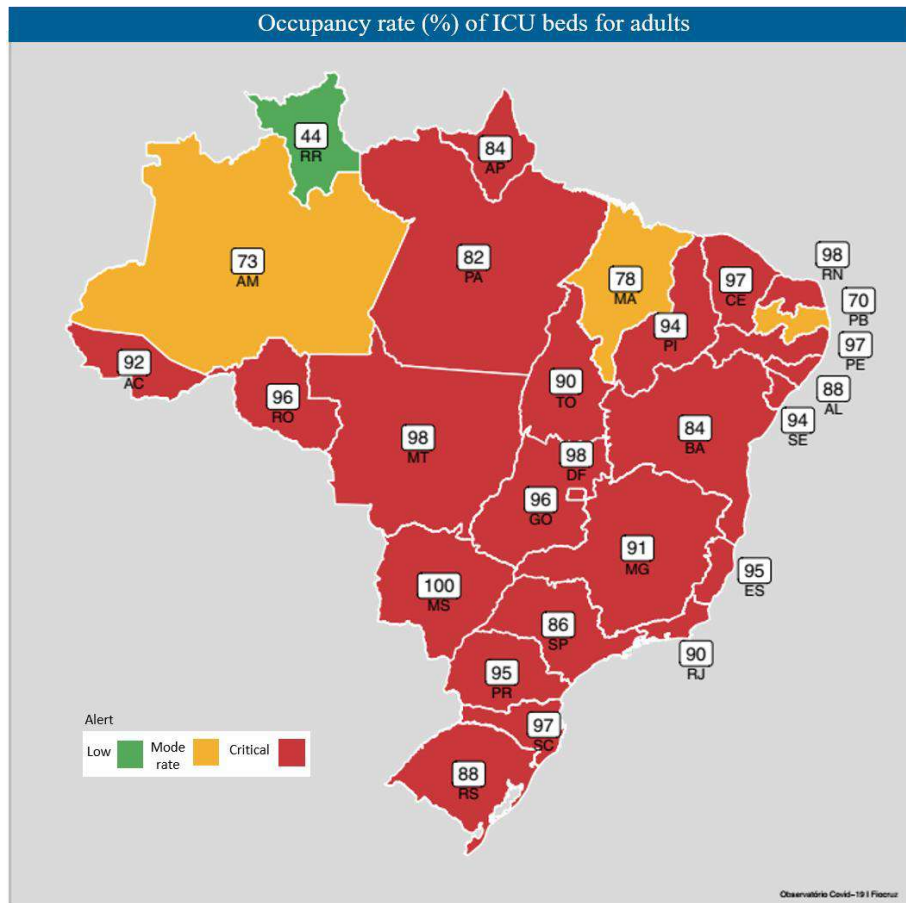 Occupancy rate (%) of ICU beds for adults
44
RR
84
AP
73
AM
82
PA
78
MA
97
CE
98
RN
70
PB
94
PI
97
PE
92
AC
96
RO
90
TO
88
AL
94
SE
98
MT
98
DF
84
BA
96
GO
91
MG
95
ES
100
MS
86
SP
90
RJ
95
PR
97
SC
88
RS
Alert
Low
Mode
rate
Critical
Observatório Covid-19 | Fiocruz